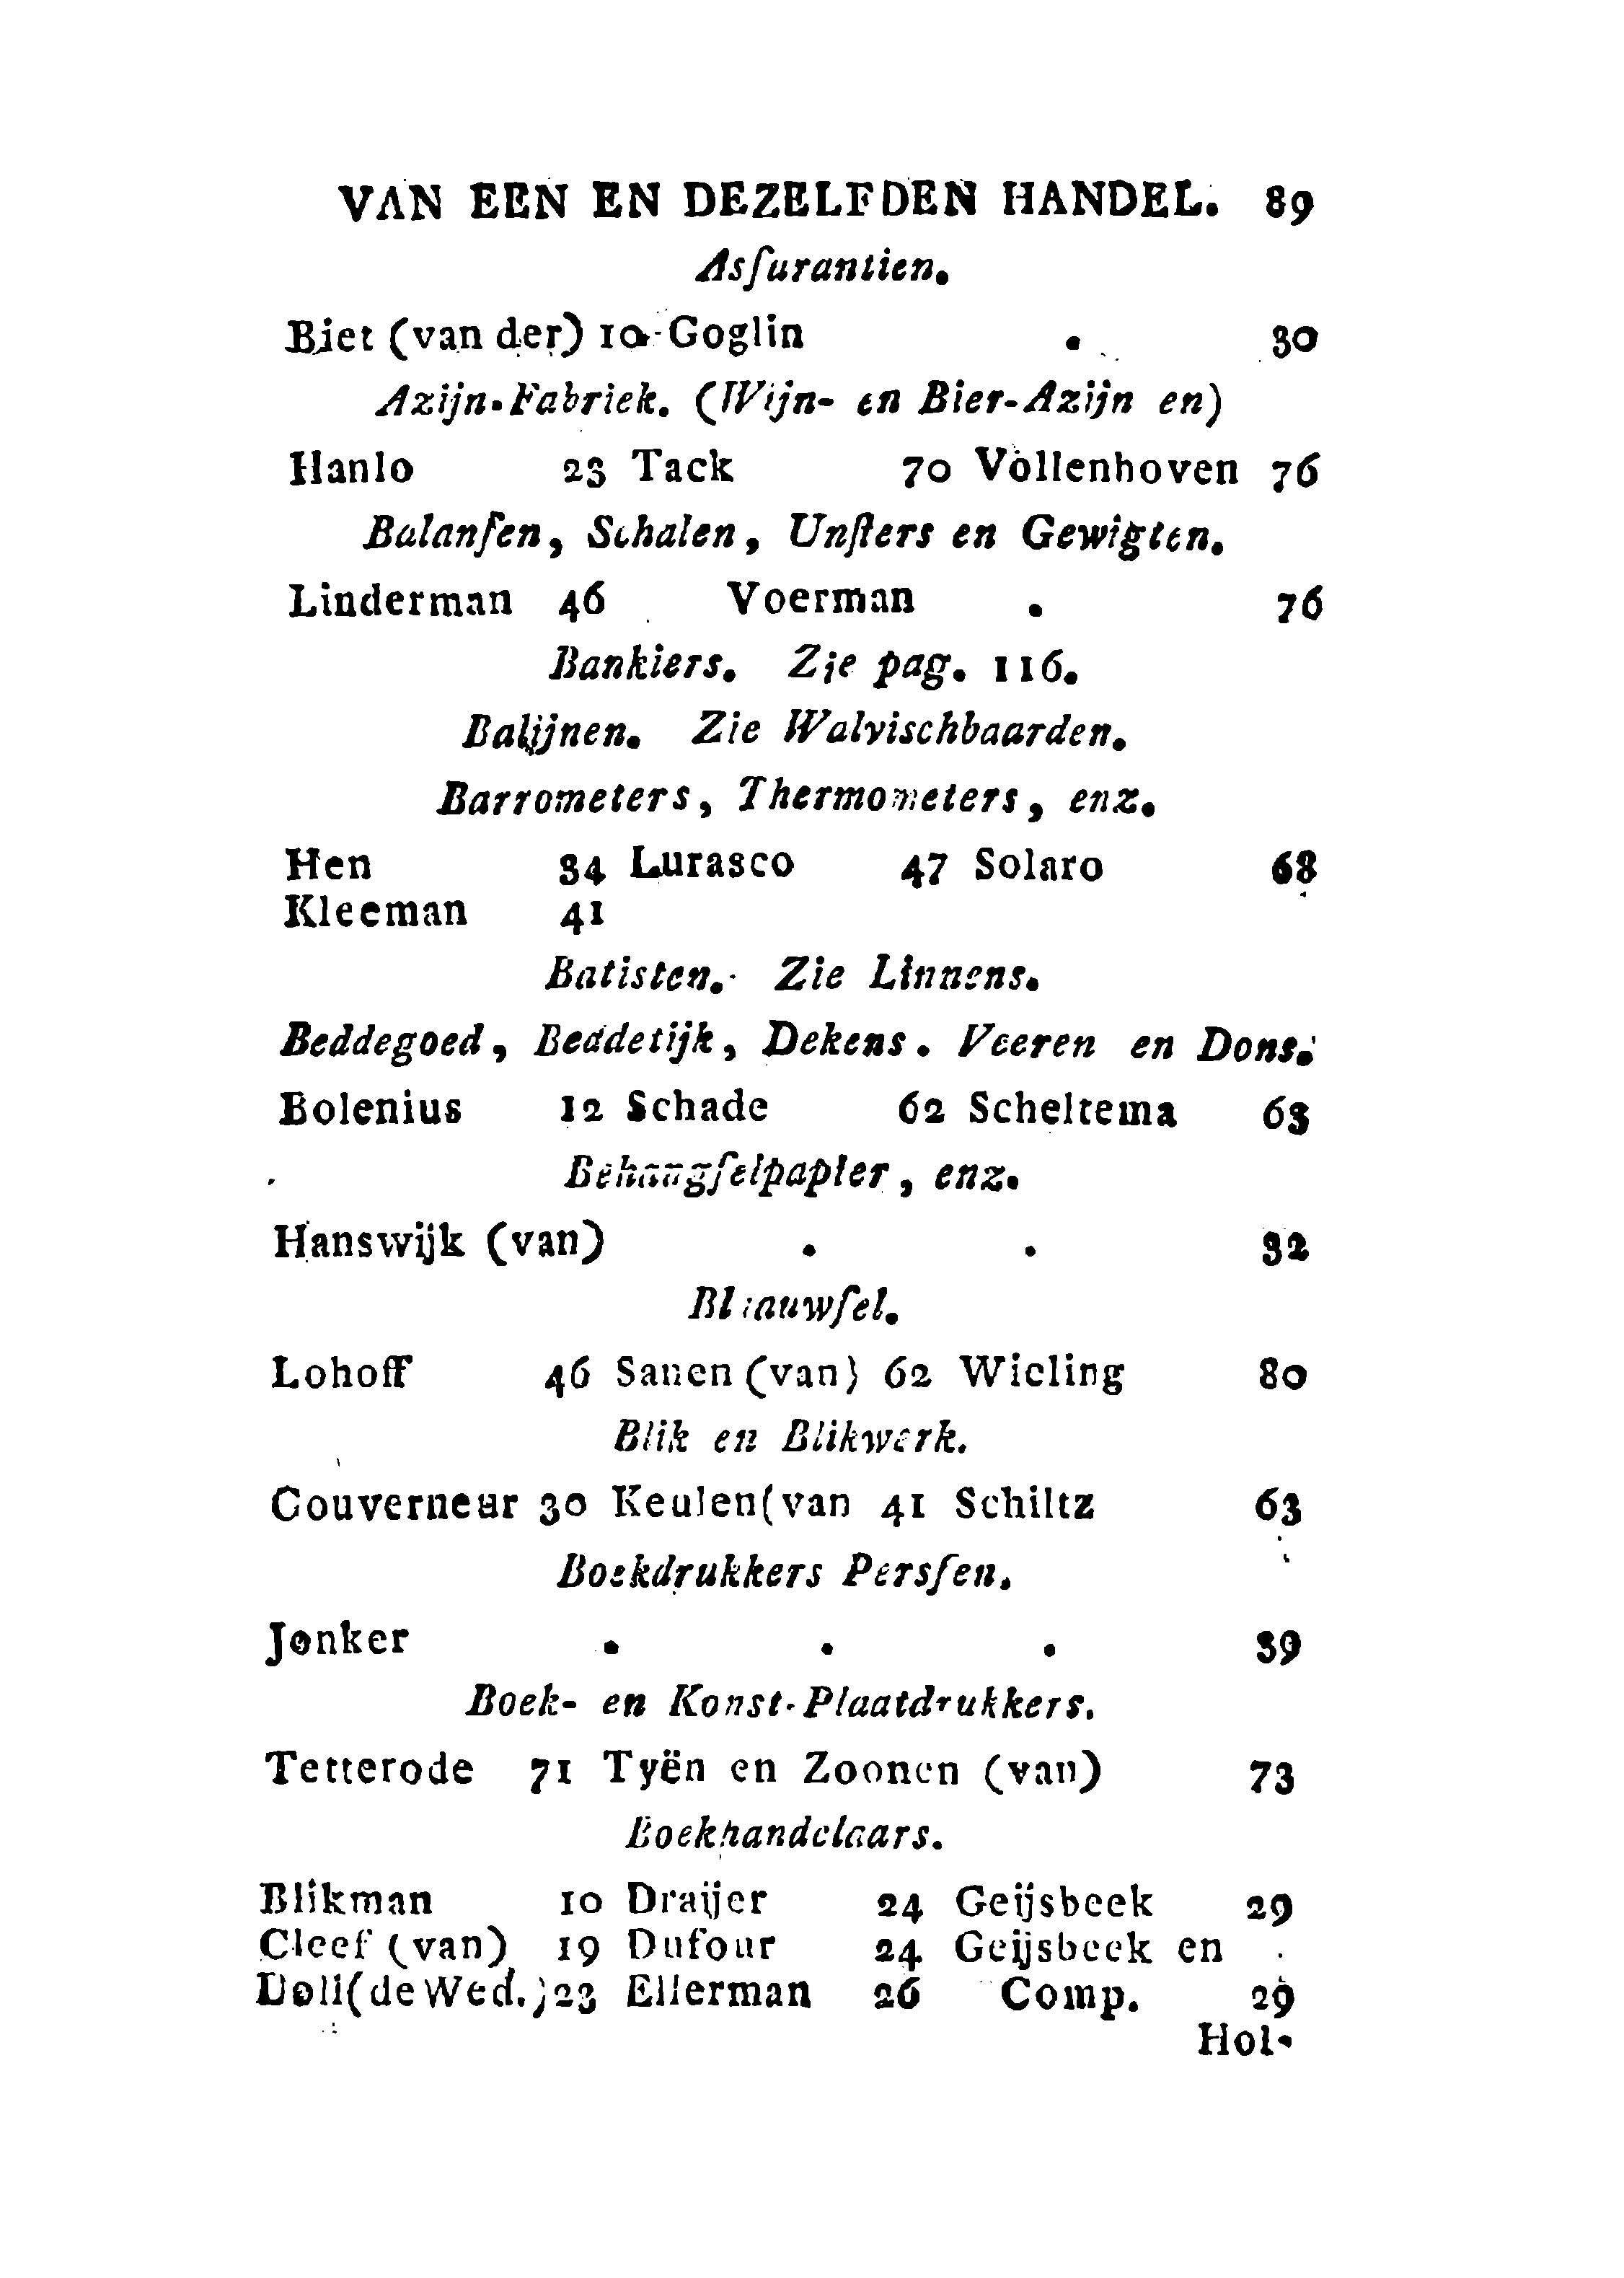 VAN EEN EN DEZELFDEN HANDEL. 89
Asſurantien.
Biet (van der) 10 Goglin . 30
Azijn-Fabriek. (Wijn- en Bier-Azijn en)
Hanlo 23 Tack 70 Vollenhoven 76
Balanſen, Schalen, Unſters en Gewigten.
Linderman 46 Voerman . 76
Bankiers. Zie pag. 116.
Balijnen. Zie Walvischbaarden.
Barrometers, Thermometers, enz.
Hen 34 Lurasco 47 Solaro 68
Kleeman 41
Batisten. Zie Linnens.
Beddegoed, Beddetijk, Dekens. Veeren en Dons.
Bolenius 12 Schade 62 Scheltema 63
Behangſelpapier, enz.
Hanswijk (van) . . 32
Blaauwſel.
Lohoff 46 Sanen (van) 62 Wieling 80
Blik en Blikwerk.
Gouverneur 30 Keulen(van 41 Schiltz 63
Boekdrukkers Persſen.
Jonker . . . 39
Boek- en Konst-Plaatdrukkers.
Tetterode 71 Tyën en Zoonen (van) 73
Boekhandelaars.
Blikman 10 Draijer 24 Geijsbeek 29
Cleef (van) 19 Dufour 24 Geijsbeek en
Doll(de Wed.)23 Ellerman 26 Comp. 29
Hol-